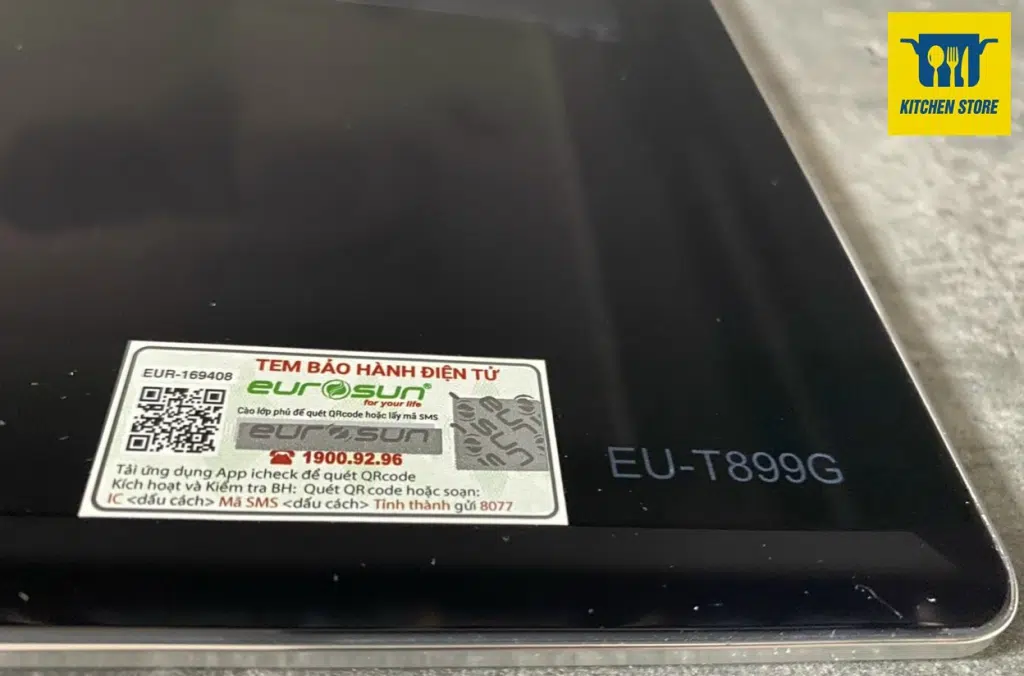 KITCHEN STORE
TEM BẢO HÀNH ĐIỆN TỬ
EUR-169408
eurosun®
for your life
Cào lớp phủ để quét QRcode hoặc lấy mã SMS
eurosun
1900.92.96
Tải ứng dụng App icheck để quét QRcode
Kích hoạt và Kiểm tra BH: Quét QR code hoặc soạn:
IC <dấu cách> Mã SMS <dấu cách> Tỉnh thành gửi 8077
EU-T899G